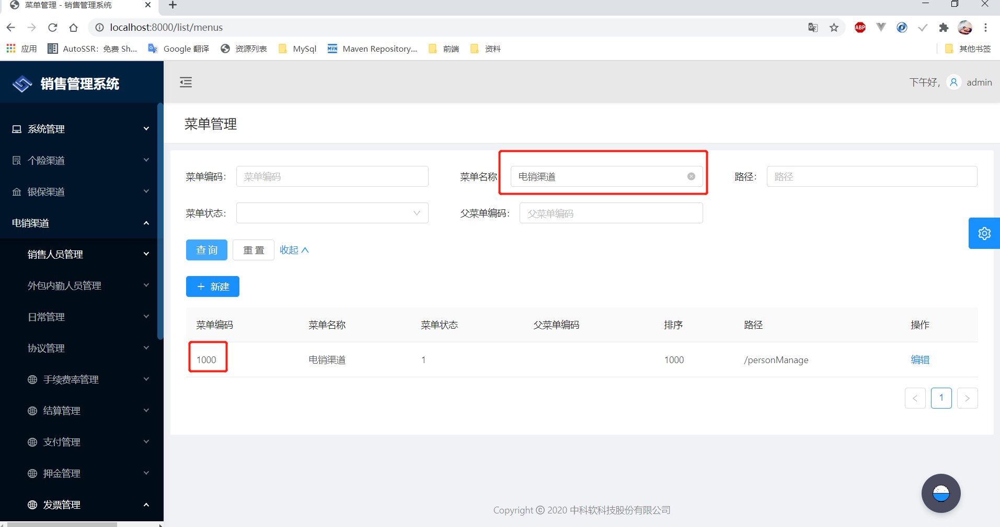 菜单管理 - 销售管理系统
localhost:8000/list/menus
ABP
应用 AutoSSR：免费 Sh... Google 翻译 资源列表 MySql Maven Repository... 前端 资料 其他书签
销售管理系统
下午好， admin
系统管理
个险渠道
银保渠道
电销渠道
销售人员管理
外包内勤人员管理
日常管理
协议管理
手续费率管理
结算管理
支付管理
押金管理
发票管理
菜单管理
菜单编码： 菜单编码 菜单名称 电销渠道 路径： 路径
菜单状态： 父菜单编码： 父菜单编码
查 询 重 置 收起
+ 新建
菜单编码 菜单名称 菜单状态 父菜单编码 排序 路径 操作
1000 电销渠道 1 1000 /personManage 编辑
< 1 >
Copyright © 2020 中科软科技股份有限公司